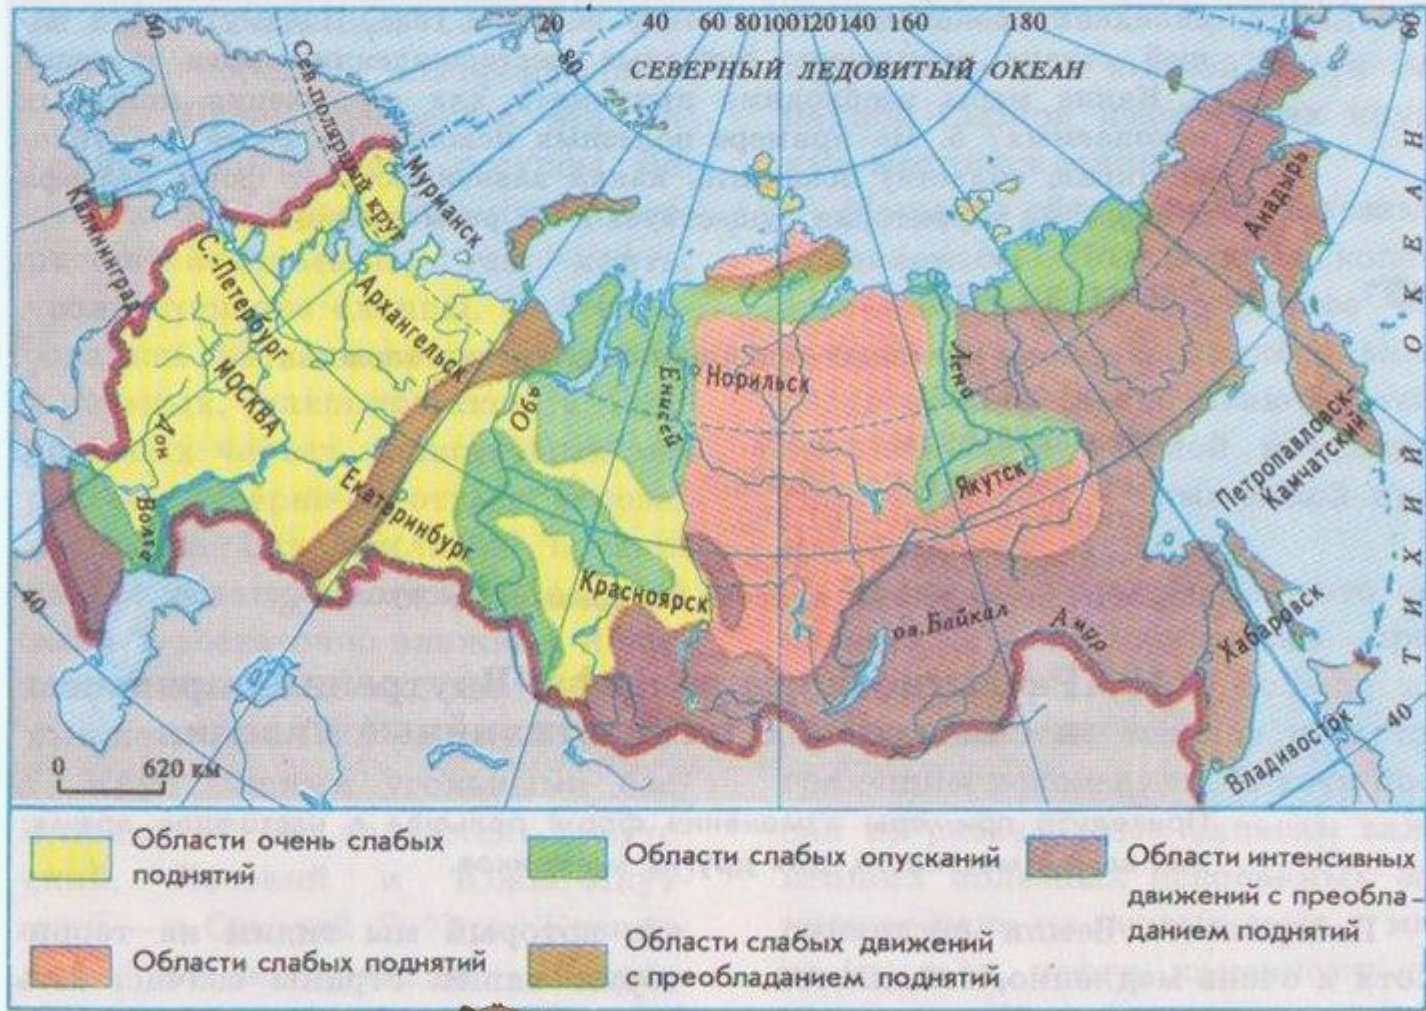 60
20
40
60
80
100
120
140
160
180
60
80
СЕВЕРНЫЙ ЛЕДОВИТЫЙ ОКЕАН
Сев. полярный круг
Мурманск
Калининград
С.-Петербург
Архангельск
МОСКВА
Дон
Волга
Екатеринбург
Обь
Енисей
Норильск
Лена
Якутск
Красноярск
оз. Байкал
Амур
Анадырь
Петропавловск-
Камчатский
Хабаровск
Владивосток
ТИХИЙ ОКЕАН
40
40
0 620 км
Области очень слабых
поднятий
Области слабых поднятий
Области слабых опусканий
Области слабых движений
с преобладанием поднятий
Области интенсивных
движений с преобла-
данием поднятий